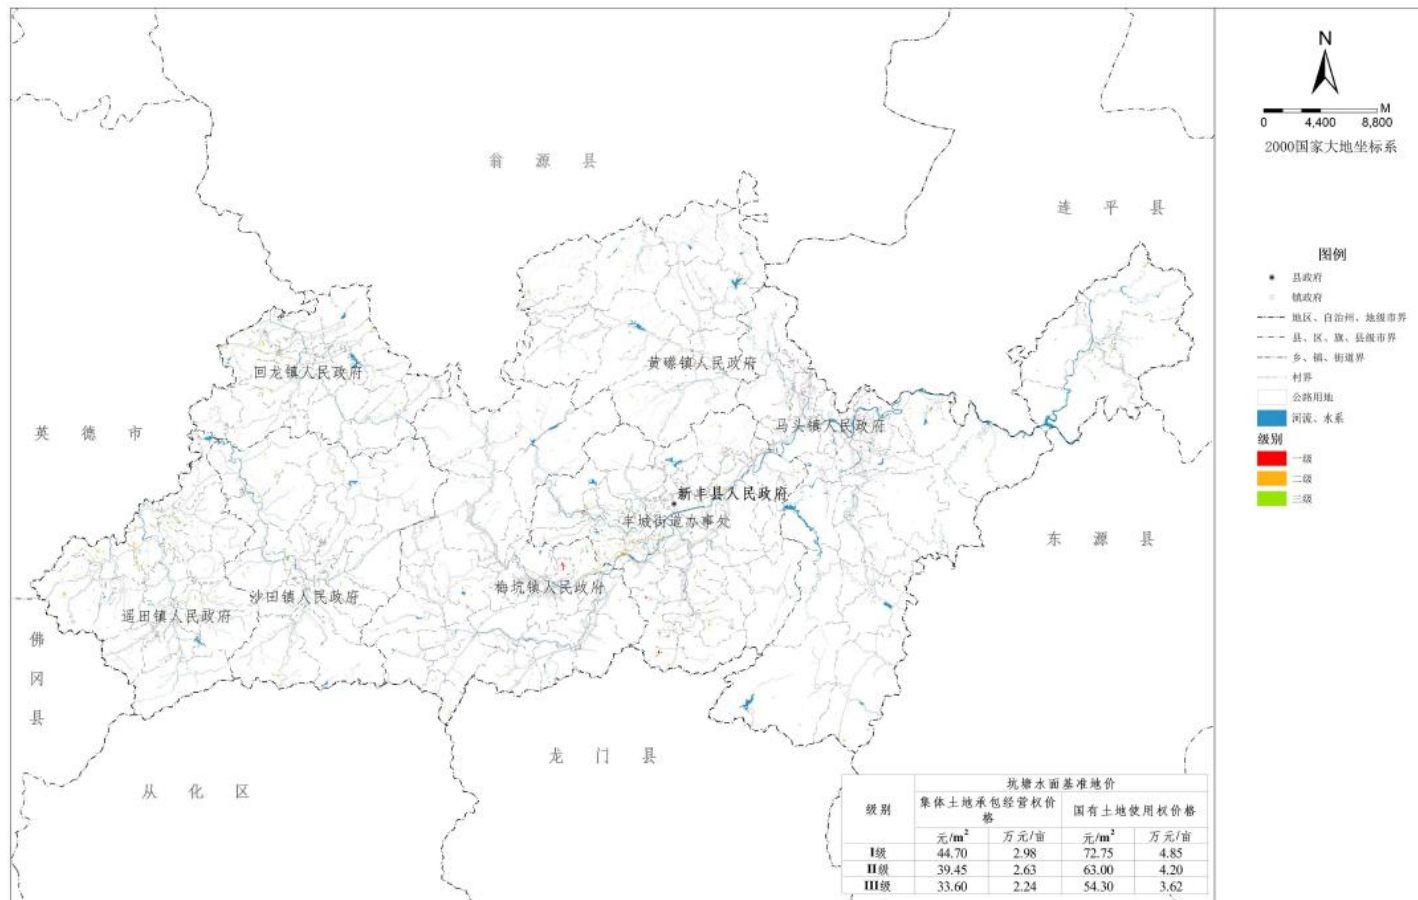 N
M
0 4,400 8,800
2000国家大地坐标系
翁源县
连平县
图例
县政府
镇政府
地区、自治州、地级市界
县、区、旗、县级市界
乡、镇、街道界
村界
公路用地
河流、水系
级别
一级
二级
三级
黄磜镇人民政府
回龙镇人民政府
马头镇人民政府
英德市
新丰县人民政府
丰城街道办事处
东源县
梅坑镇人民政府
沙田镇人民政府
遥田镇人民政府
佛冈县
龙门县
从化区
坑塘水面基准地价
级别 集体土地承包经营权价格 国有土地使用权价格
元/m² 万元/亩 元/m² 万元/亩
I级 44.70 2.98 72.75 4.85
II级 39.45 2.63 63.00 4.20
III级 33.60 2.24 54.30 3.62